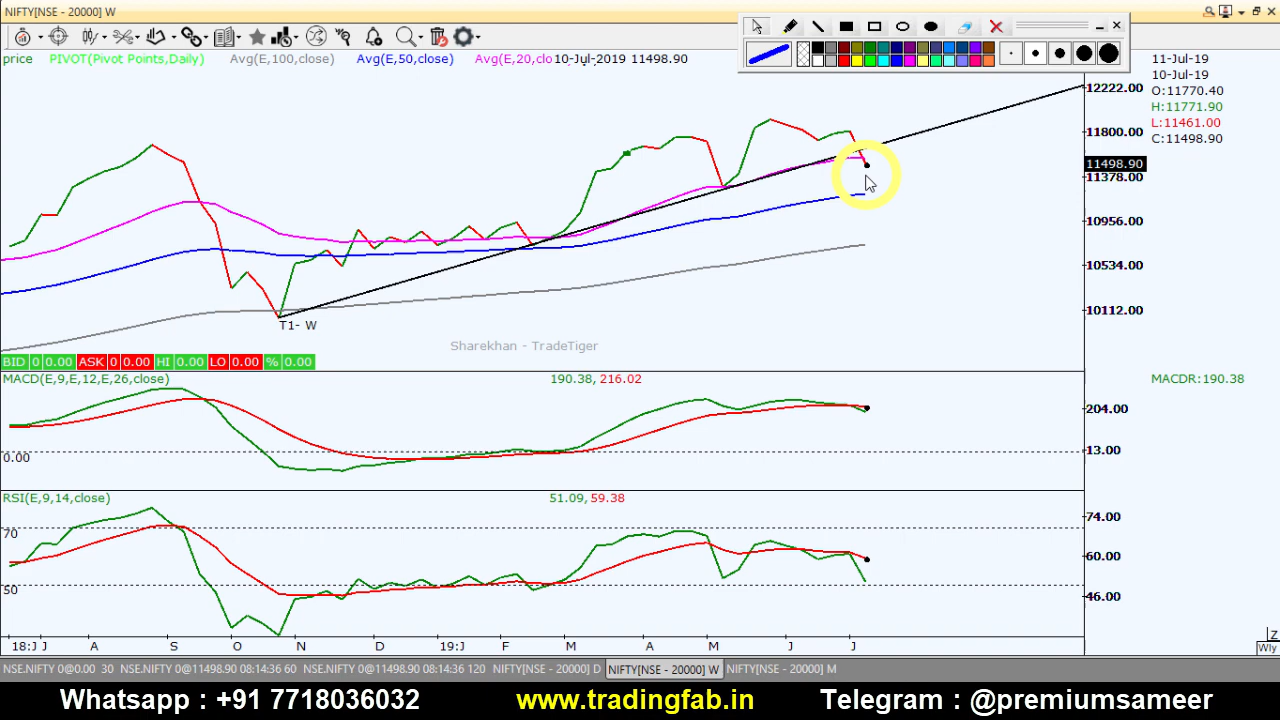 NIFTY[NSE - 20000] W
price PIVOT(Pivot Points,Daily) Avg(E,100,close) Avg(E,50,close) Avg(E,20,clo 10-Jul-2019 11498.90
11-Jul-19
10-Jul-19
O:11770.40
H:11771.90
L:11461.00
C:11498.90
12222.00
11800.00
11498.90
11378.00
10956.00
10534.00
10112.00
T1- W
Sharekhan - TradeTiger
BID 0 0.00 ASK 0 0.00 HI 0.00 LO 0.00 % 0.00
MACD(E,9,E,12,E,26,close) 190.38, 216.02
MACDR:190.38
204.00
13.00
0.00
RSI(E,9,14,close) 51.09, 59.38
74.00
70
60.00
50
46.00
18:J J A S O N D 19:J F M A M J J
Z
Wly
NSE.NIFTY 0@0.00 30 NSE.NIFTY 0@11498.90 08:14:36 60 NSE.NIFTY 0@11498.90 08:14:36 120 NIFTY[NSE - 20000] D NIFTY[NSE - 20000] W NIFTY[NSE - 20000] M
Whatsapp : +91 7718036032 www.tradingfab.in Telegram : @premiumsameer